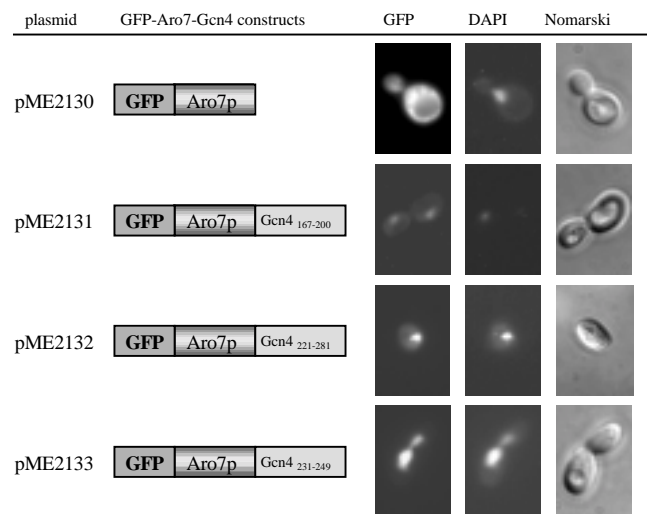 plasmid GFP-Aro7-Gcn4 constructs GFP DAPI Nomarski
pME2130 GFP Aro7p
pME2131 GFP Aro7p Gcn4 167-200
pME2132 GFP Aro7p Gcn4 221-281
pME2133 GFP Aro7p Gcn4 231-249